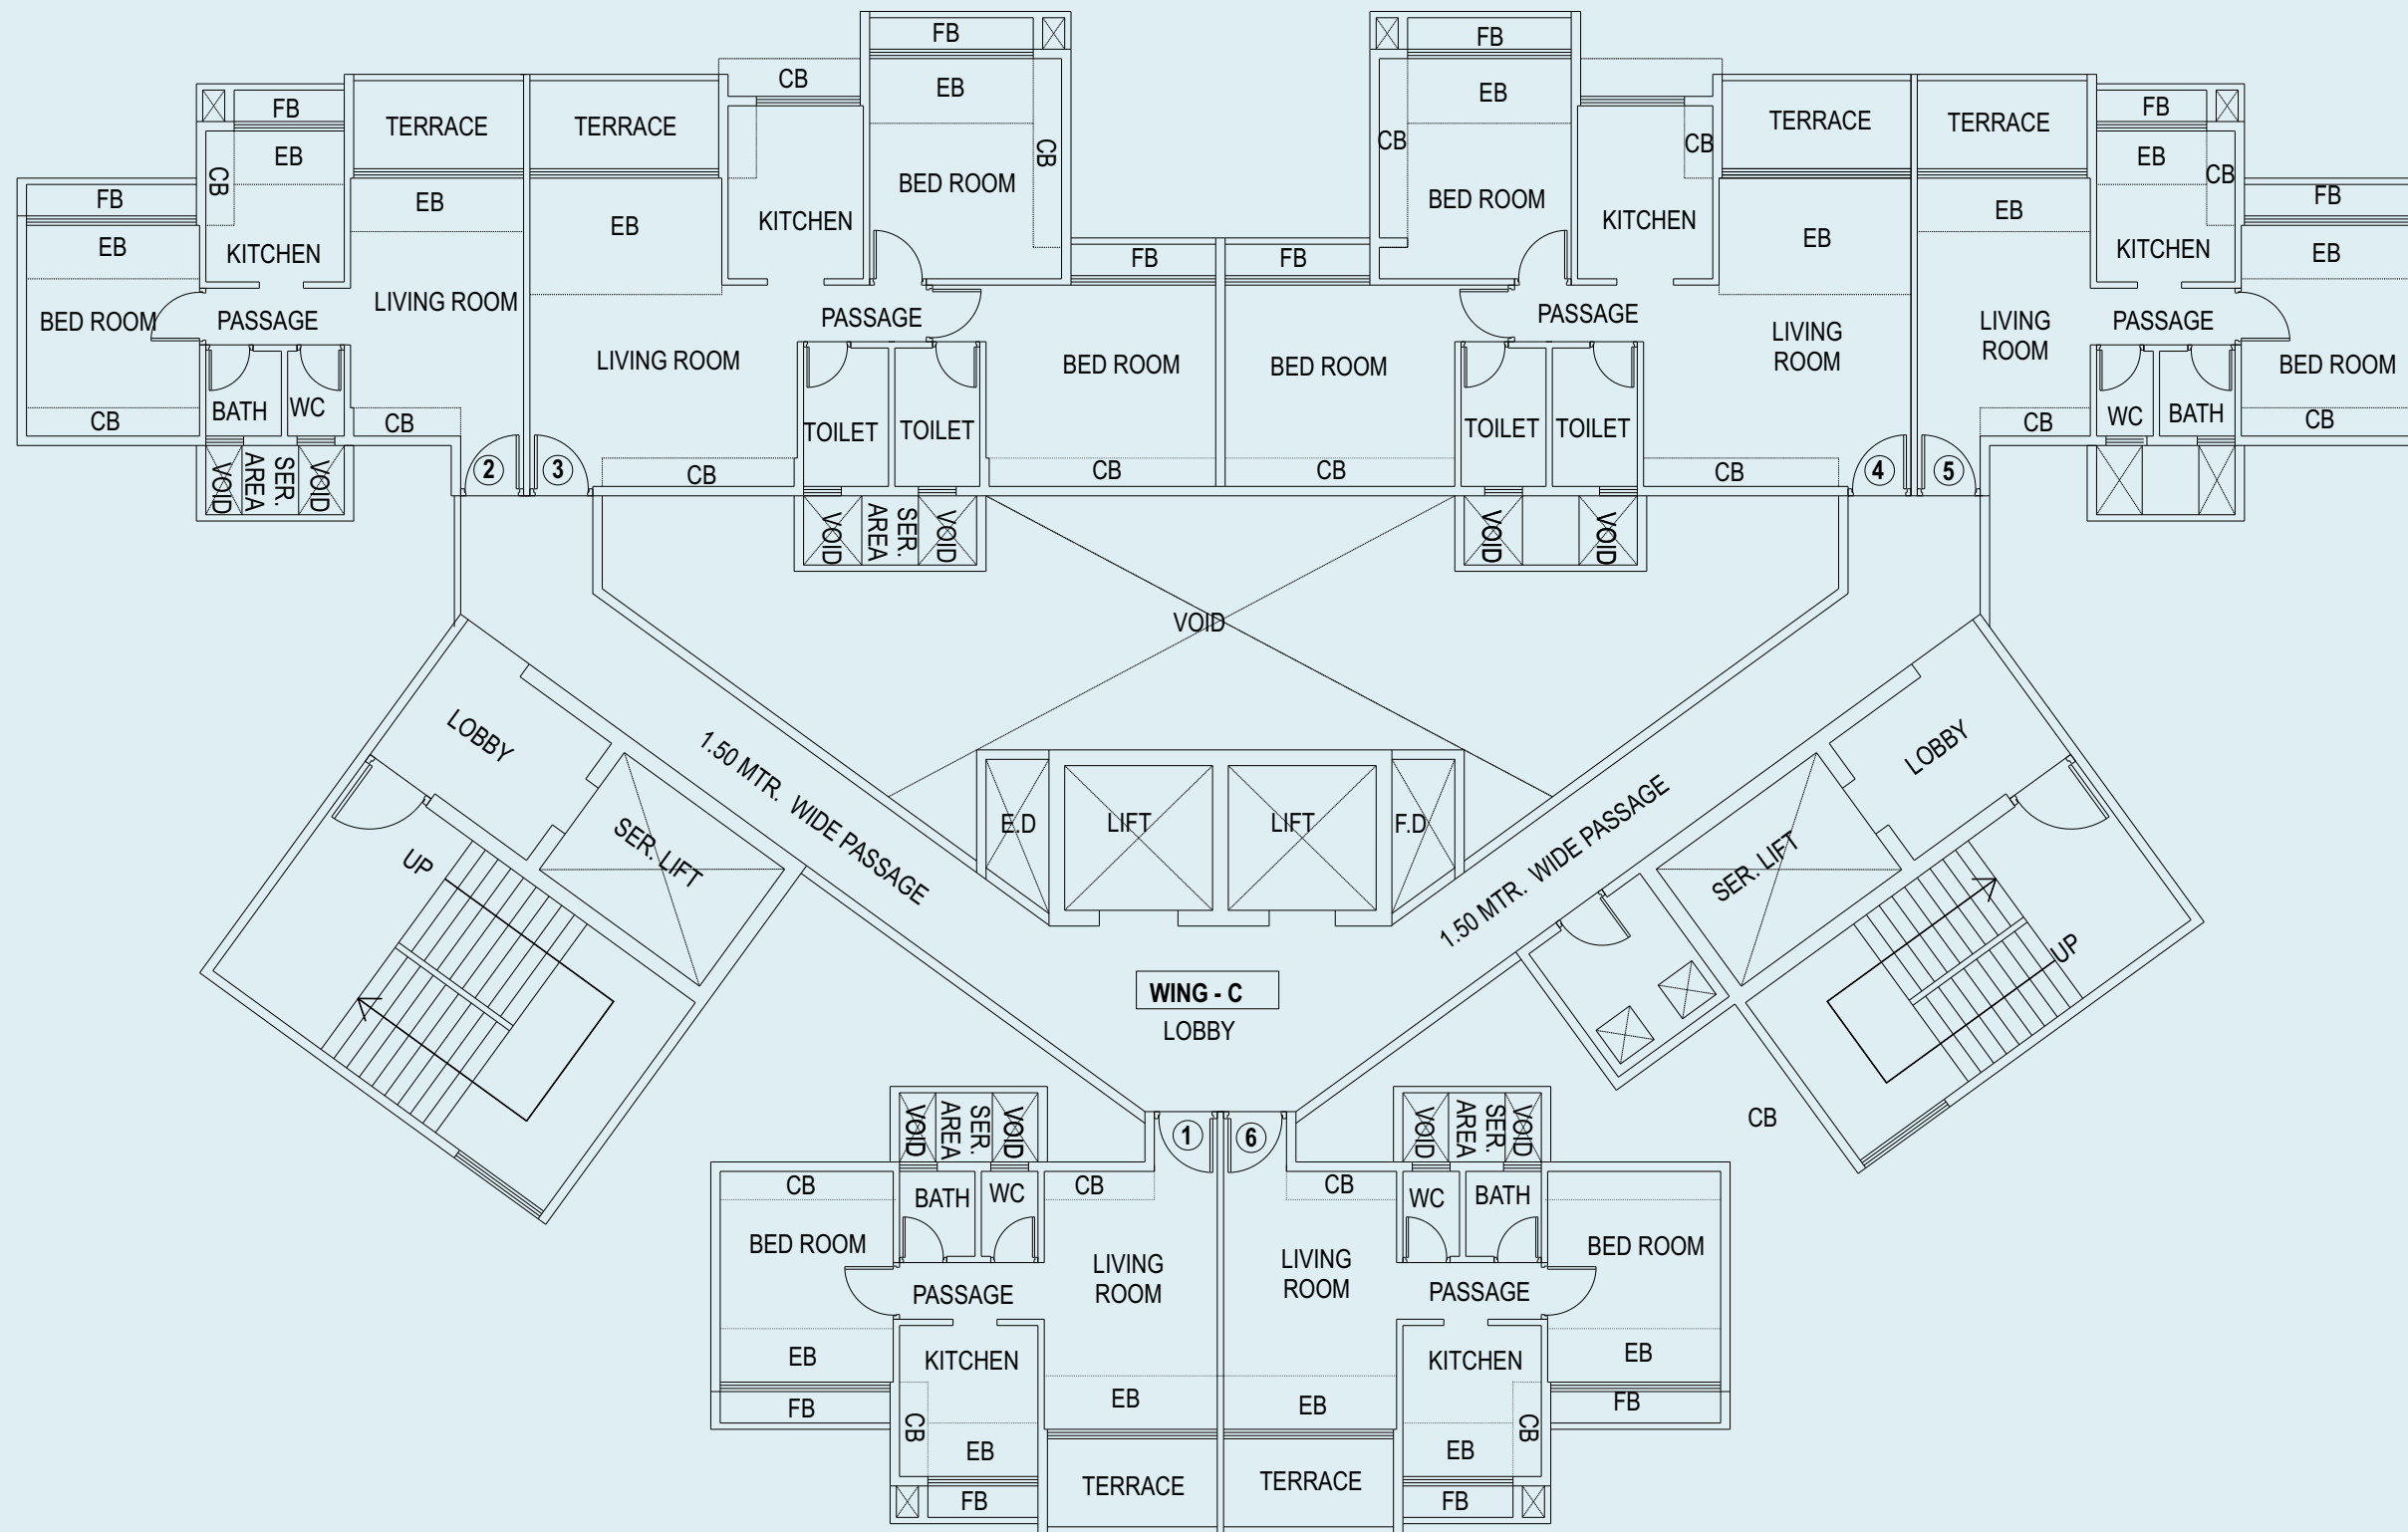 FB
FB
CB
EB
EB
FB
TERRACE
TERRACE
CB
BED ROOM
CB
BED ROOM
CB
TERRACE
TERRACE
FB
EB
CB
EB
CB
FB
EB
EB
KITCHEN
KITCHEN
EB
EB
KITCHEN
FB
EB
KITCHEN
FB
FB
LIVING ROOM
BED ROOM
PASSAGE
PASSAGE
PASSAGE
LIVING
ROOM
LIVING
ROOM
PASSAGE
LIVING ROOM
BED ROOM
BED ROOM
BED ROOM
BATH
WC
CB
CB
TOILET
TOILET
TOILET
TOILET
CB
WC
BATH
CB
2
3
CB
CB
CB
CB
4
5
VOID
SER.
AREA
VOID
VOID
SER.
AREA
VOID
VOID
VOID
VOID
LOBBY
1.50 MTR. WIDE PASSAGE
SER. LIFT
UP
E.D
LIFT
LIFT
F.D
1.50 MTR. WIDE PASSAGE
LOBBY
SER. LIFT
UP
WING - C
LOBBY
CB
VOID
SER.
AREA
VOID
1
6
VOID
SER.
AREA
VOID
CB
BATH
WC
CB
CB
WC
BATH
BED ROOM
LIVING
ROOM
LIVING
ROOM
BED ROOM
PASSAGE
PASSAGE
EB
KITCHEN
KITCHEN
EB
FB
CB
EB
EB
CB
FB
EB
EB
TERRACE
TERRACE
FB
FB